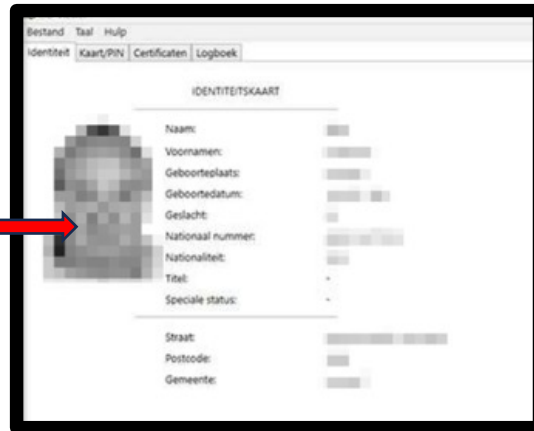 Bestand Taal Hulp
Identiteit Kaart/PIN Certificaten Logboek
IDENTITEITSKAART
Naam:
Voornamen:
Geboorteplaats:
Geboortedatum:
Geslacht:
Nationaal nummer:
Nationaliteit:
Titel: -
Speciale status: -
Straat:
Postcode:
Gemeente: